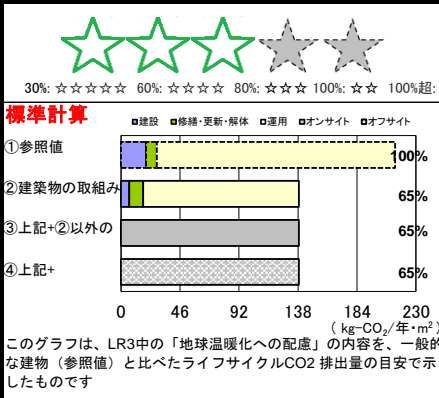 30%: ☆☆☆☆☆ 60%: ☆☆☆☆ 80%: ☆☆☆ 100%: ☆☆ 100%超:
標準計算
■建設 ■修繕・更新・解体 □運用 ■オンサイト ■オフサイト
①参照値 100%
②建築物の取組み 65%
③上記+②以外の 65%
④上記+ 65%
0 46 92 138 184 230
( kg-CO₂/年・m² )
このグラフは、LR3中の「地球温暖化への配慮」の内容を、一般的
な建物（参照値）と比べたライフサイクルCO2 排出量の目安で示
したものです